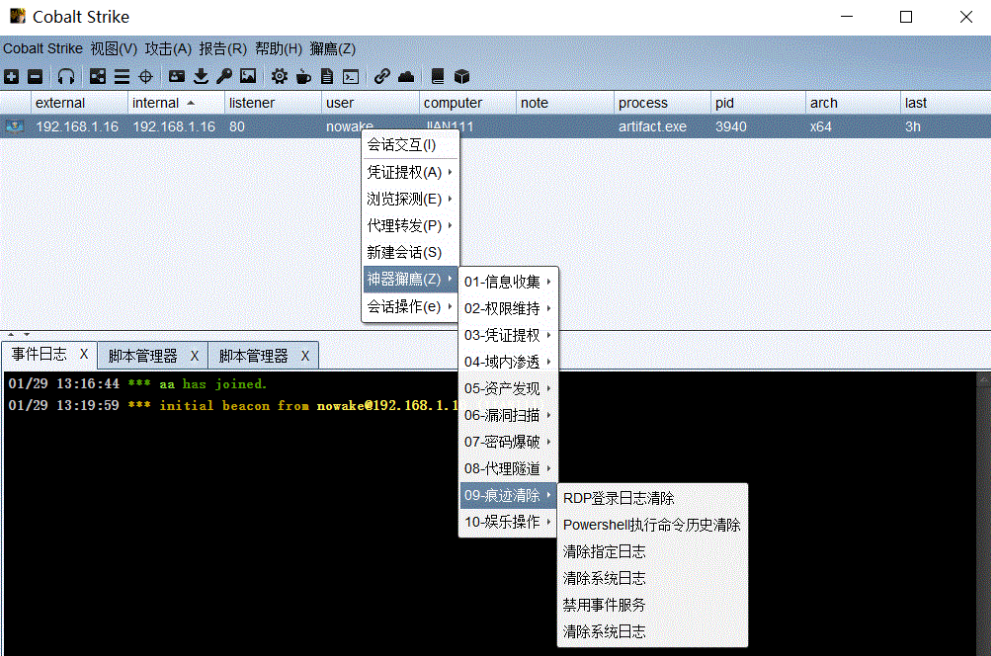 Cobalt Strike
Cobalt Strike 视图(V) 攻击(A) 报告(R) 帮助(H) 獬廌(Z)
external internal listener user computer note process pid arch last
192.168.1.16 192.168.1.16 80 nowake JIAN111 artifact.exe 3940 x64 3h
会话交互(I)
凭证提权(A)
浏览探测(E)
代理转发(P)
新建会话(S)
神器獬廌(Z)
会话操作(e)
01-信息收集
02-权限维持
03-凭证提权
04-域内渗透
05-资产发现
06-漏洞扫描
07-密码爆破
08-代理隧道
09-痕迹清除
10-娱乐操作
RDP登录日志清除
Powershell执行命令历史清除
清除指定日志
清除系统日志
禁用事件服务
清除系统日志
事件日志 X 脚本管理器 X 脚本管理器 X
01/29 13:16:44 *** aa has joined.
01/29 13:19:59 *** initial beacon from nowake@192.168.1.1